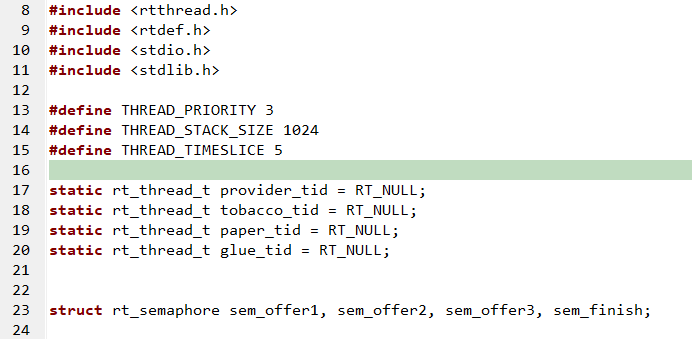 8 #include <rtthread.h>
9 #include <rtdef.h>
10 #include <stdio.h>
11 #include <stdlib.h>
12
13 #define THREAD_PRIORITY 3
14 #define THREAD_STACK_SIZE 1024
15 #define THREAD_TIMESLICE 5
16
17 static rt_thread_t provider_tid = RT_NULL;
18 static rt_thread_t tobacco_tid = RT_NULL;
19 static rt_thread_t paper_tid = RT_NULL;
20 static rt_thread_t glue_tid = RT_NULL;
21
22
23 struct rt_semaphore sem_offer1, sem_offer2, sem_offer3, sem_finish;
24